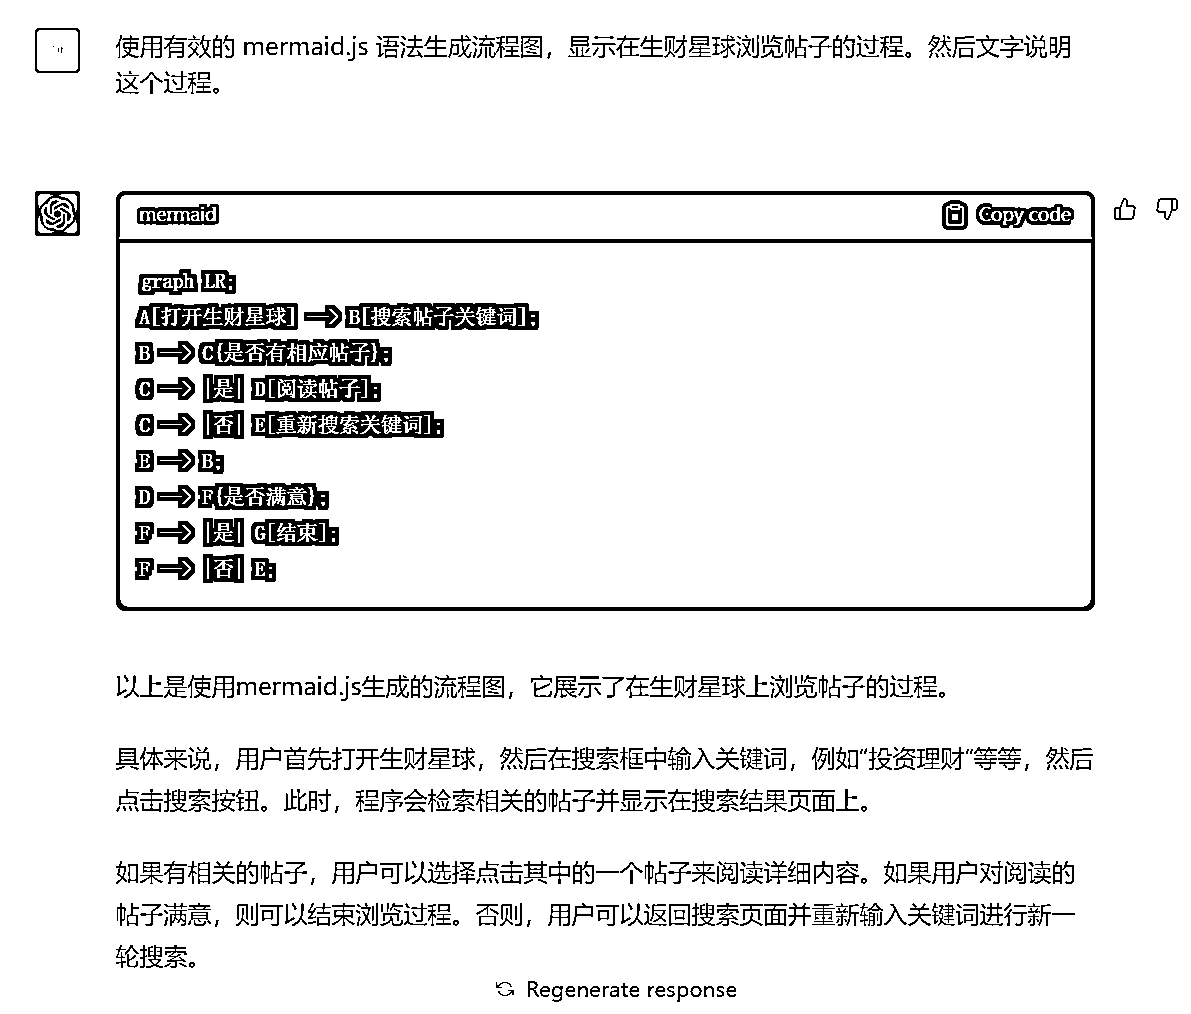 使用有效的 mermaid.js 语法生成流程图，显示在生财星球浏览帖子的过程。然后文字说明
这个过程。
mermaid
Copy code
graph LR;
A[打开生财星球] --> B[搜索帖子关键词];
B --> C{是否有相应帖子};
C --> |是| D[阅读帖子];
C --> |否| E[重新搜索关键词];
E --> B;
D --> F{是否满意};
F --> |是| G[结束];
F --> |否| E;
以上是使用mermaid.js生成的流程图，它展示了在生财星球上浏览帖子的过程。
具体来说，用户首先打开生财星球，然后在搜索框中输入关键词，例如“投资理财”等等，然后
点击搜索按钮。此时，程序会检索相关的帖子并显示在搜索结果页面上。
如果有相关的帖子，用户可以选择点击其中的一个帖子来阅读详细内容。如果用户对阅读的
帖子满意，则可以结束浏览过程。否则，用户可以返回搜索页面并重新输入关键词进行新一
轮搜索。
Regenerate response